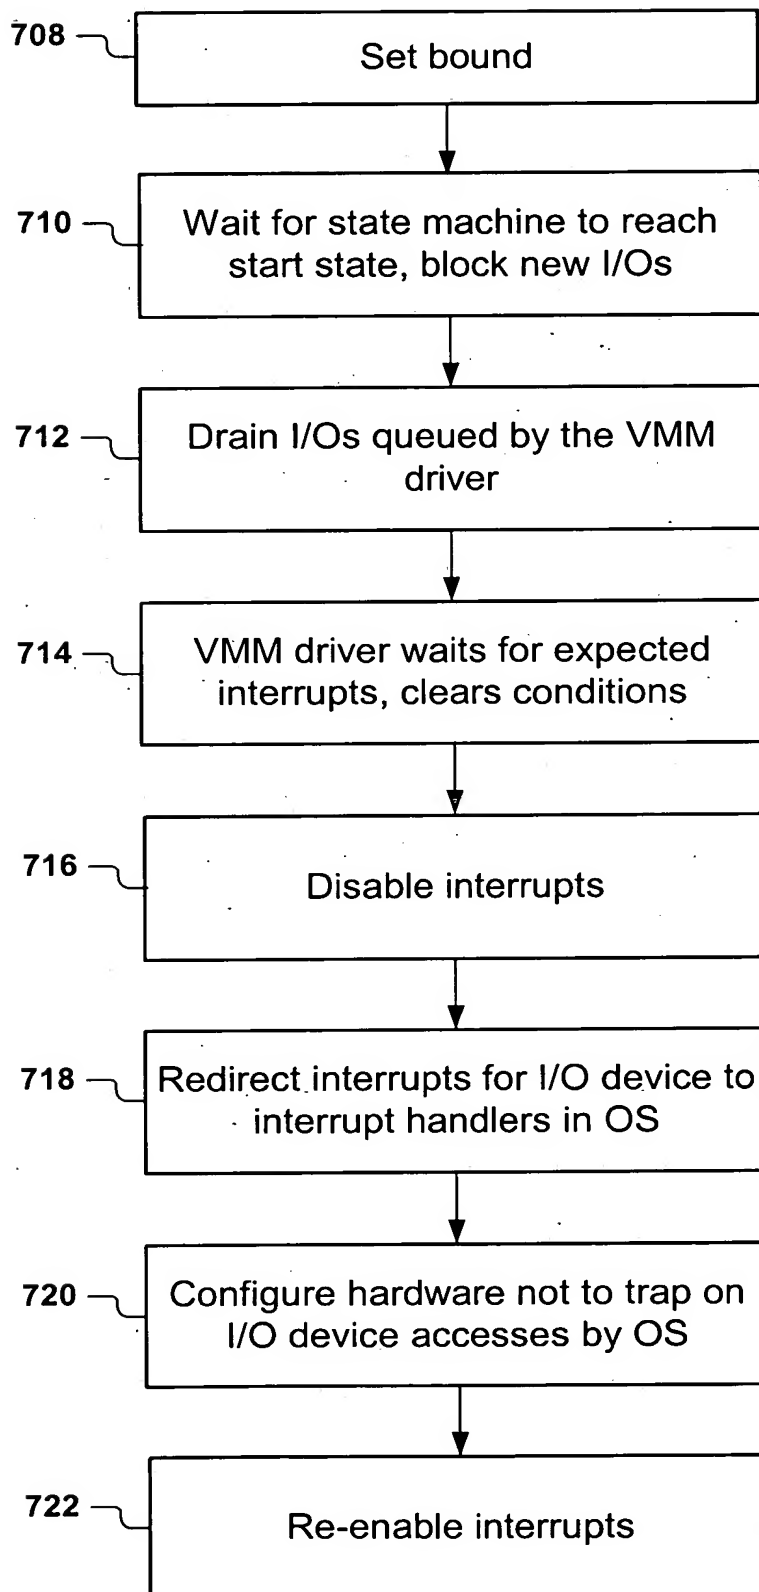 708
Set bound
710
Wait for state machine to reach
start state, block new I/Os
712
Drain I/Os queued by the VMM
driver
714
VMM driver waits for expected
interrupts, clears conditions
716
Disable interrupts
718
Redirect interrupts for I/O device to
interrupt handlers in OS
720
Configure hardware not to trap on
I/O device accesses by OS
722
Re-enable interrupts